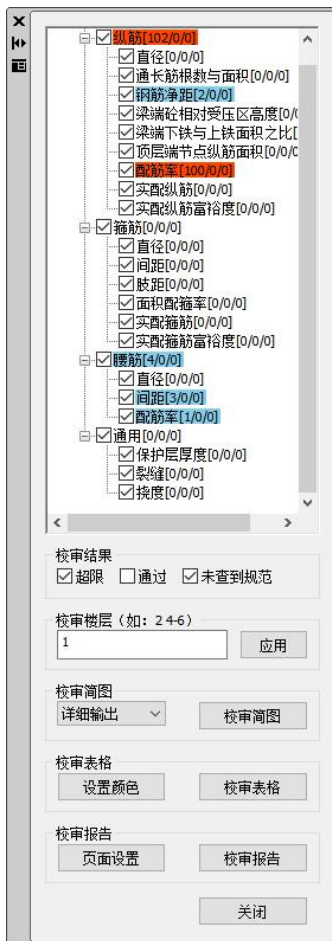 纵筋[102/0/0]
直径[0/0/0]
通长筋根数与面积[0/0/0]
钢筋净距[2/0/0]
梁端砼相对受压区高度[0/(
梁端下铁与上铁面积之比[
顶层端节点纵筋面积[0/0/(
配筋率[100/0/0]
实配纵筋[0/0/0]
实配纵筋富裕度[0/0/0]
箍筋[0/0/0]
直径[0/0/0]
间距[0/0/0]
肢距[0/0/0]
面积配箍率[0/0/0]
实配箍筋[0/0/0]
实配箍筋富裕度[0/0/0]
腰筋[4/0/0]
直径[0/0/0]
间距[3/0/0]
配筋率[1/0/0]
通用[0/0/0]
保护层厚度[0/0/0]
裂缝[0/0/0]
挠度[0/0/0]
校审结果
超限 通过 未查到规范
校审楼层（如：2 4-6）
1 应用
校审简图
详细输出 校审简图
校审表格
设置颜色 校审表格
校审报告
页面设置 校审报告
关闭